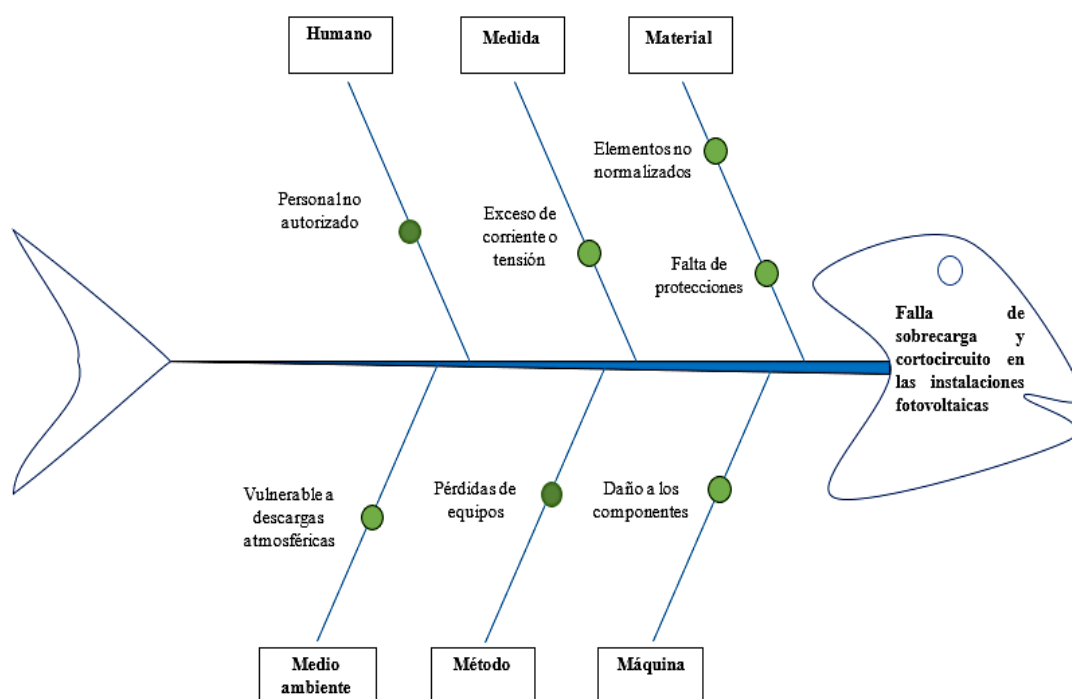 Humano
Medida
Material
Elementos no
normalizados
Personal no
autorizado
Exceso de
corriente o
tensión
Falta de
protecciones
Falla de
sobrecarga y
cortocircuito en
las instalaciones
fotovoltaicas
Vulnerable a
descargas
atmosféricas
Pérdidas de
equipos
Daño a los
componentes
Medio
ambiente
Método
Máquina